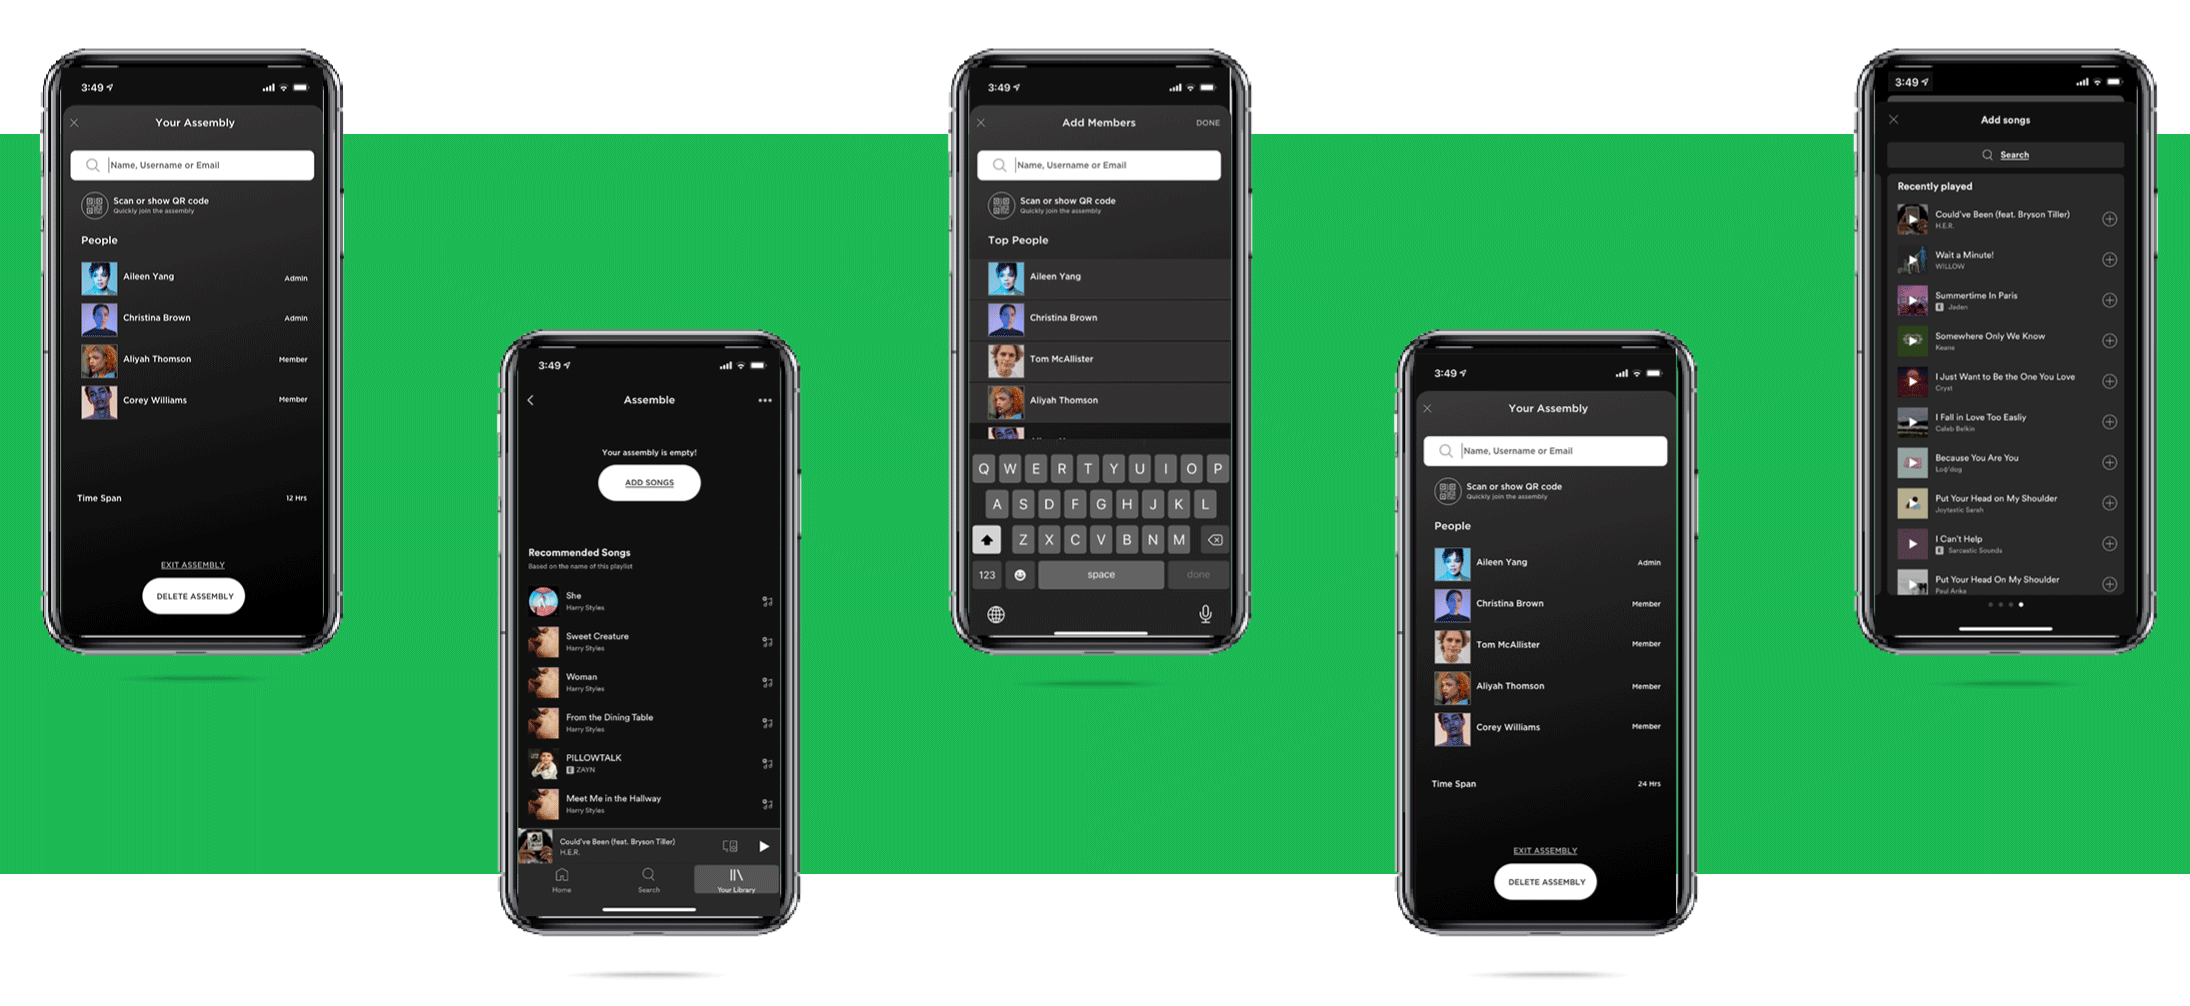 3:49
Your Assembly
Name, Username or Email
Scan or show QR code
Quickly join the assembly
People
Aileen Yang
Admin
Christina Brown
Admin
Aliyah Thomson
Member
Corey Williams
Member
Time Span
12 Hrs
EXIT ASSEMBLY
DELETE ASSEMBLY
3:49
Assemble
Your assembly is empty!
ADD SONGS
Recommended Songs
Based on the name of this playlist
She
Harry Styles
Sweet Creature
Harry Styles
Woman
Harry Styles
From the Dining Table
Harry Styles
PILLOWTALK
E ZAYN
Meet Me in the Hallway
Harry Styles
Could've Been (feat. Bryson Tiller)
H.E.R.
Home
Search
Your Library
3:49
Add Members
DONE
Name, Username or Email
Scan or show QR code
Quickly join the assembly
Top People
Aileen Yang
Christina Brown
Tom McAllister
Aliyah Thomson
Q W E R T Y U I O P
A S D F G H J K L
Z X C V B N M
123
space
done
3:49
Your Assembly
Name, Username or Email
Scan or show QR code
Quickly join the assembly
People
Aileen Yang
Admin
Christina Brown
Member
Tom McAllister
Member
Aliyah Thomson
Member
Corey Williams
Member
Time Span
24 Hrs
EXIT ASSEMBLY
DELETE ASSEMBLY
3:49
Add songs
Search
Recently played
Could've Been (feat. Bryson Tiller)
H.E.R.
Wait a Minute!
WILLOW
Summertime In Paris
E Jaden
Somewhere Only We Know
Keane
I Just Want to Be the One You Love
Cryst
I Fall in Love Too Easliy
Caleb Belkin
Because You Are You
Put Your Head on My Shoulder
Joytastic Sarah
I Can't Help
E Sarcastic Sounds
Put Your Head On My Shoulder
Paul Anka